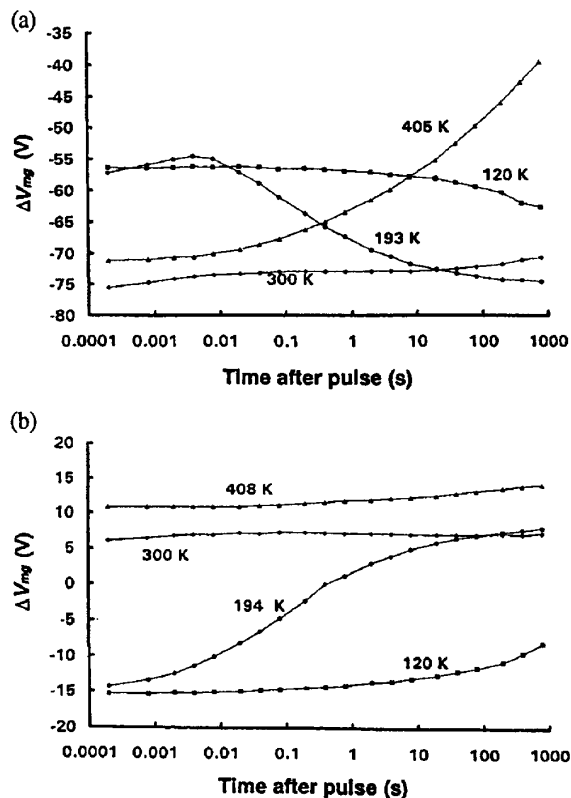 (a)
-35
-40
-45
-50
-55
-60
-65
-70
-75
-80
ΔVmg (V)
405 K
120 K
193 K
300 K
0.0001 0.001 0.01 0.1 1 10 100 1000
Time after pulse (s)
(b)
20
15
10
5
0
-5
-10
-15
-20
ΔVmg (V)
408 K
300 K
194 K
120 K
0.0001 0.001 0.01 0.1 1 10 100 1000
Time after pulse (s)